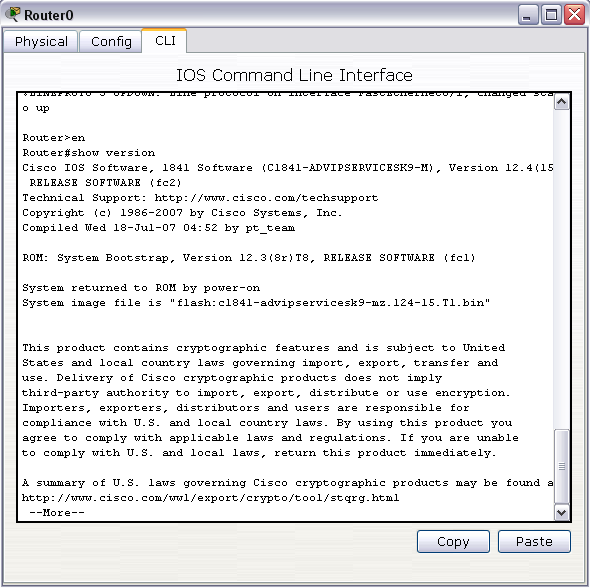 Router0
Physical Config CLI
IOS Command Line Interface
%LINEPROTO-5-UPDOWN: Line protocol on Interface FastEthernet0/1, changed sta
o up
Router>en
Router#show version
Cisco IOS Software, 1841 Software (C1841-ADVIPSERVICESK9-M), Version 12.4(15
RELEASE SOFTWARE (fc2)
Technical Support: http://www.cisco.com/techsupport
Copyright (c) 1986-2007 by Cisco Systems, Inc.
Compiled Wed 18-Jul-07 04:52 by pt_team
ROM: System Bootstrap, Version 12.3(8r)T8, RELEASE SOFTWARE (fc1)
System returned to ROM by power-on
System image file is "flash:c1841-advipservicesk9-mz.124-15.T1.bin"
This product contains cryptographic features and is subject to United
States and local country laws governing import, export, transfer and
use. Delivery of Cisco cryptographic products does not imply
third-party authority to import, export, distribute or use encryption.
Importers, exporters, distributors and users are responsible for
compliance with U.S. and local country laws. By using this product you
agree to comply with applicable laws and regulations. If you are unable
to comply with U.S. and local laws, return this product immediately.
A summary of U.S. laws governing Cisco cryptographic products may be found a
http://www.cisco.com/wwl/export/crypto/tool/stqrg.html
--More--
Copy Paste